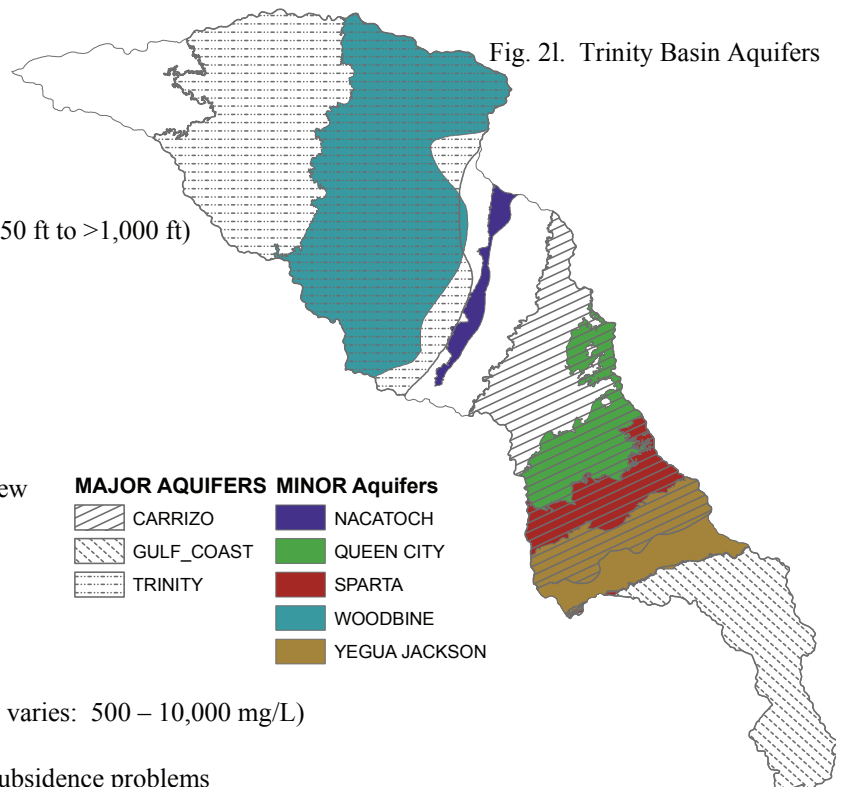 Fig. 2l. Trinity Basin Aquifers
50 ft to >1,000 ft)
ew
MAJOR AQUIFERS
CARRIZO
GULF_COAST
TRINITY
MINOR Aquifers
NACATOCH
QUEEN CITY
SPARTA
WOODBINE
YEGUA JACKSON
varies: 500 – 10,000 mg/L)
ubsidence problems